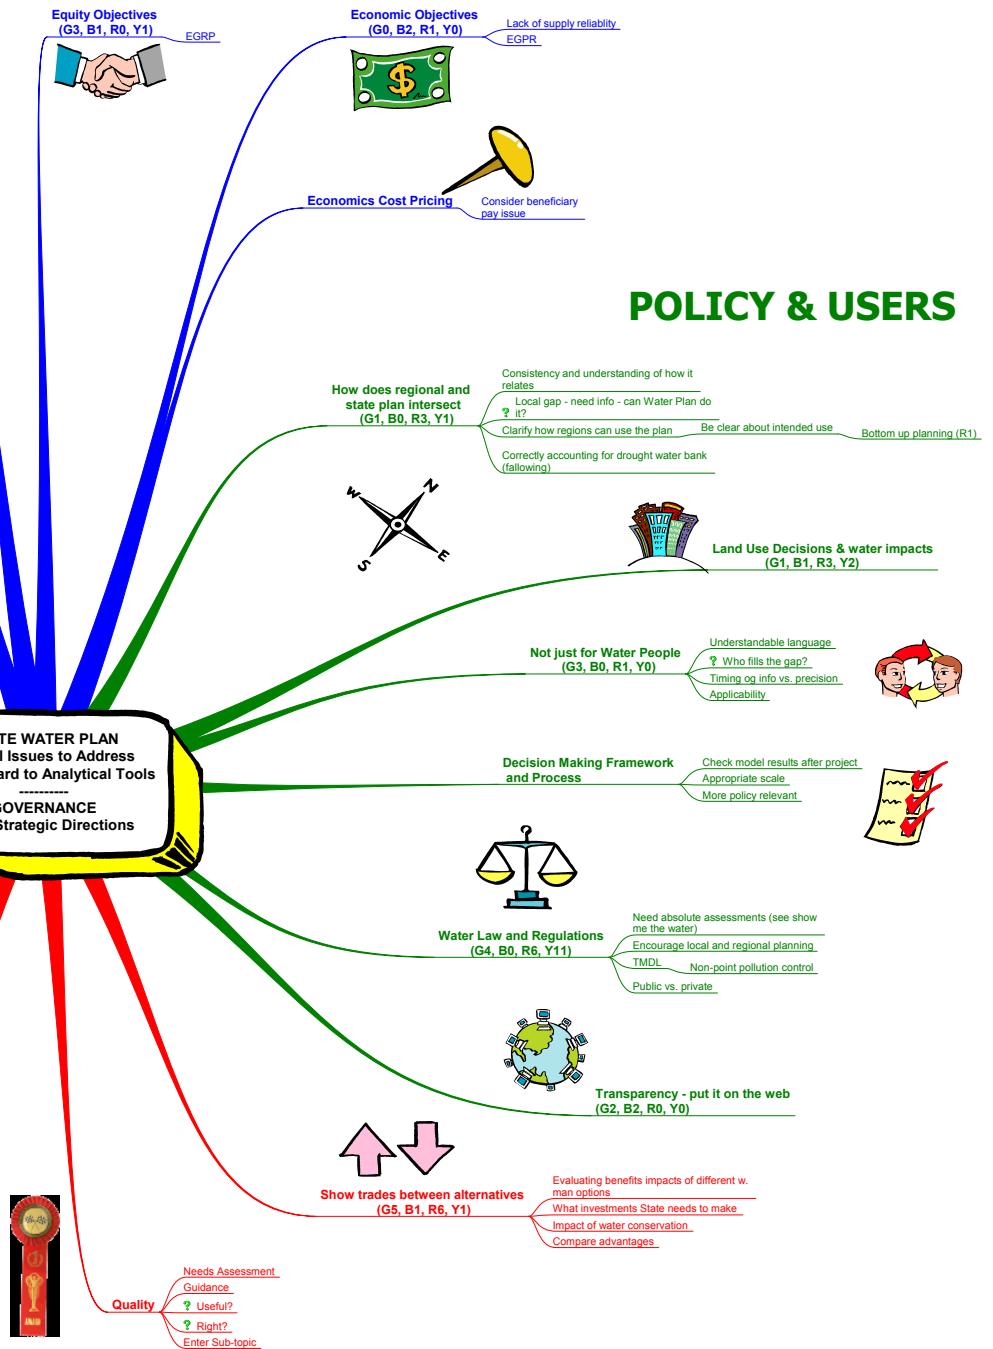 Equity Objectives
(G3, B1, R0, Y1)
EGRP
Economic Objectives
(G0, B2, R1, Y0)
Lack of supply reliablity
EGPR
Economics Cost Pricing
Consider beneficiary
pay issue
POLICY & USERS
How does regional and
state plan intersect
(G1, B0, R3, Y1)
Consistency and understanding of how it
relates
Local gap - need info - can Water Plan do
? it?
Clarify how regions can use the plan
Be clear about intended use
Bottom up planning (R1)
Correctly accounting for drought water bank
(fallowing)
N
W
E
S
Land Use Decisions & water impacts
(G1, B1, R3, Y2)
Not just for Water People
(G3, B0, R1, Y0)
Understandable language
? Who fills the gap?
Timing og info vs. precision
Applicability
TE WATER PLAN
l Issues to Address
ard to Analytical Tools
----------
GOVERNANCE
Strategic Directions
Decision Making Framework
and Process
Check model results after project
Appropriate scale
More policy relevant
Water Law and Regulations
(G4, B0, R6, Y11)
Need absolute assessments (see show
me the water)
Encourage local and regional planning
TMDL
Non-point pollution control
Public vs. private
Transparency - put it on the web
(G2, B2, R0, Y0)
Show trades between alternatives
(G5, B1, R6, Y1)
Evaluating benefits impacts of different w.
man options
What investments State needs to make
Impact of water conservation
Compare advantages
Quality
Needs Assessment
Guidance
? Useful?
? Right?
Enter Sub-topic